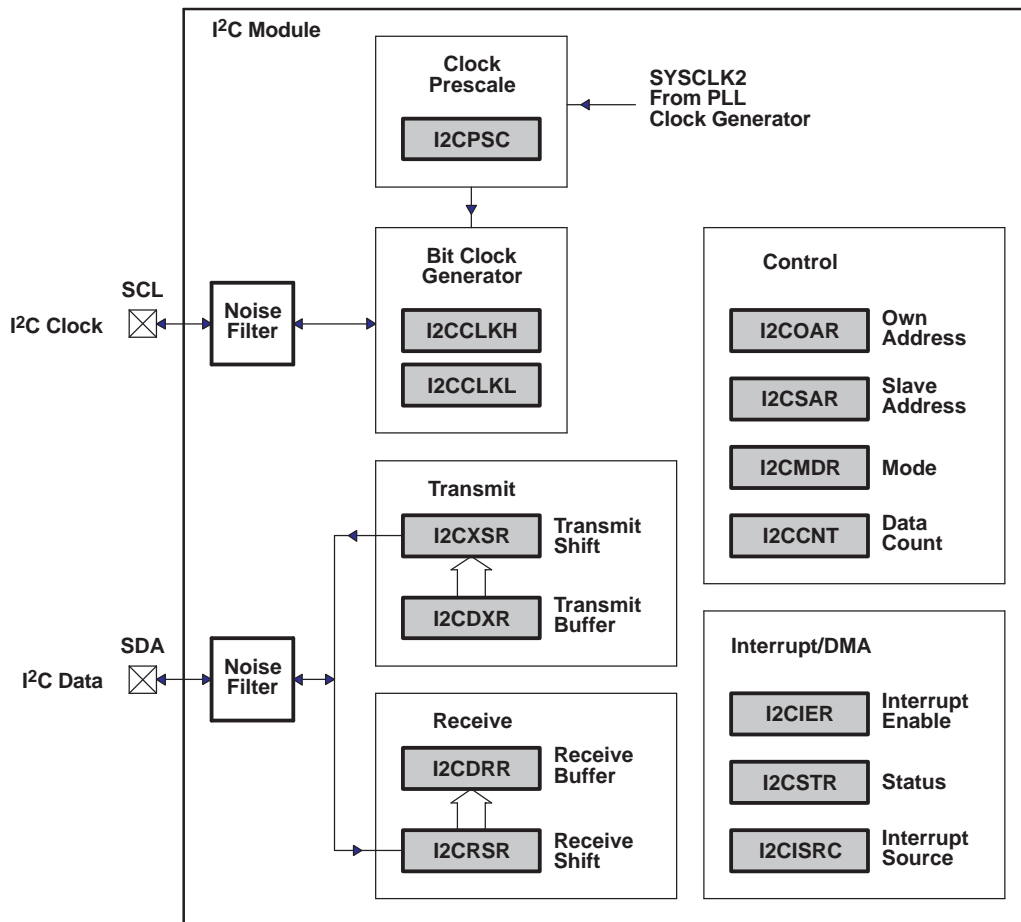 I2C Module
Clock
Prescale
I2CPSC
SYSCLK2
From PLL
Clock Generator
Bit Clock
Generator
I2CCLKH
I2CCLKL
SCL
I2C Clock
Noise
Filter
Control
I2COAR
Own
Address
I2CSAR
Slave
Address
I2CMDR
Mode
I2CCNT
Data
Count
Transmit
I2CXSR
Transmit
Shift
I2CDXR
Transmit
Buffer
SDA
I2C Data
Noise
Filter
Receive
I2CDRR
Receive
Buffer
I2CRSR
Receive
Shift
Interrupt/DMA
I2CIER
Interrupt
Enable
I2CSTR
Status
I2CISRC
Interrupt
Source